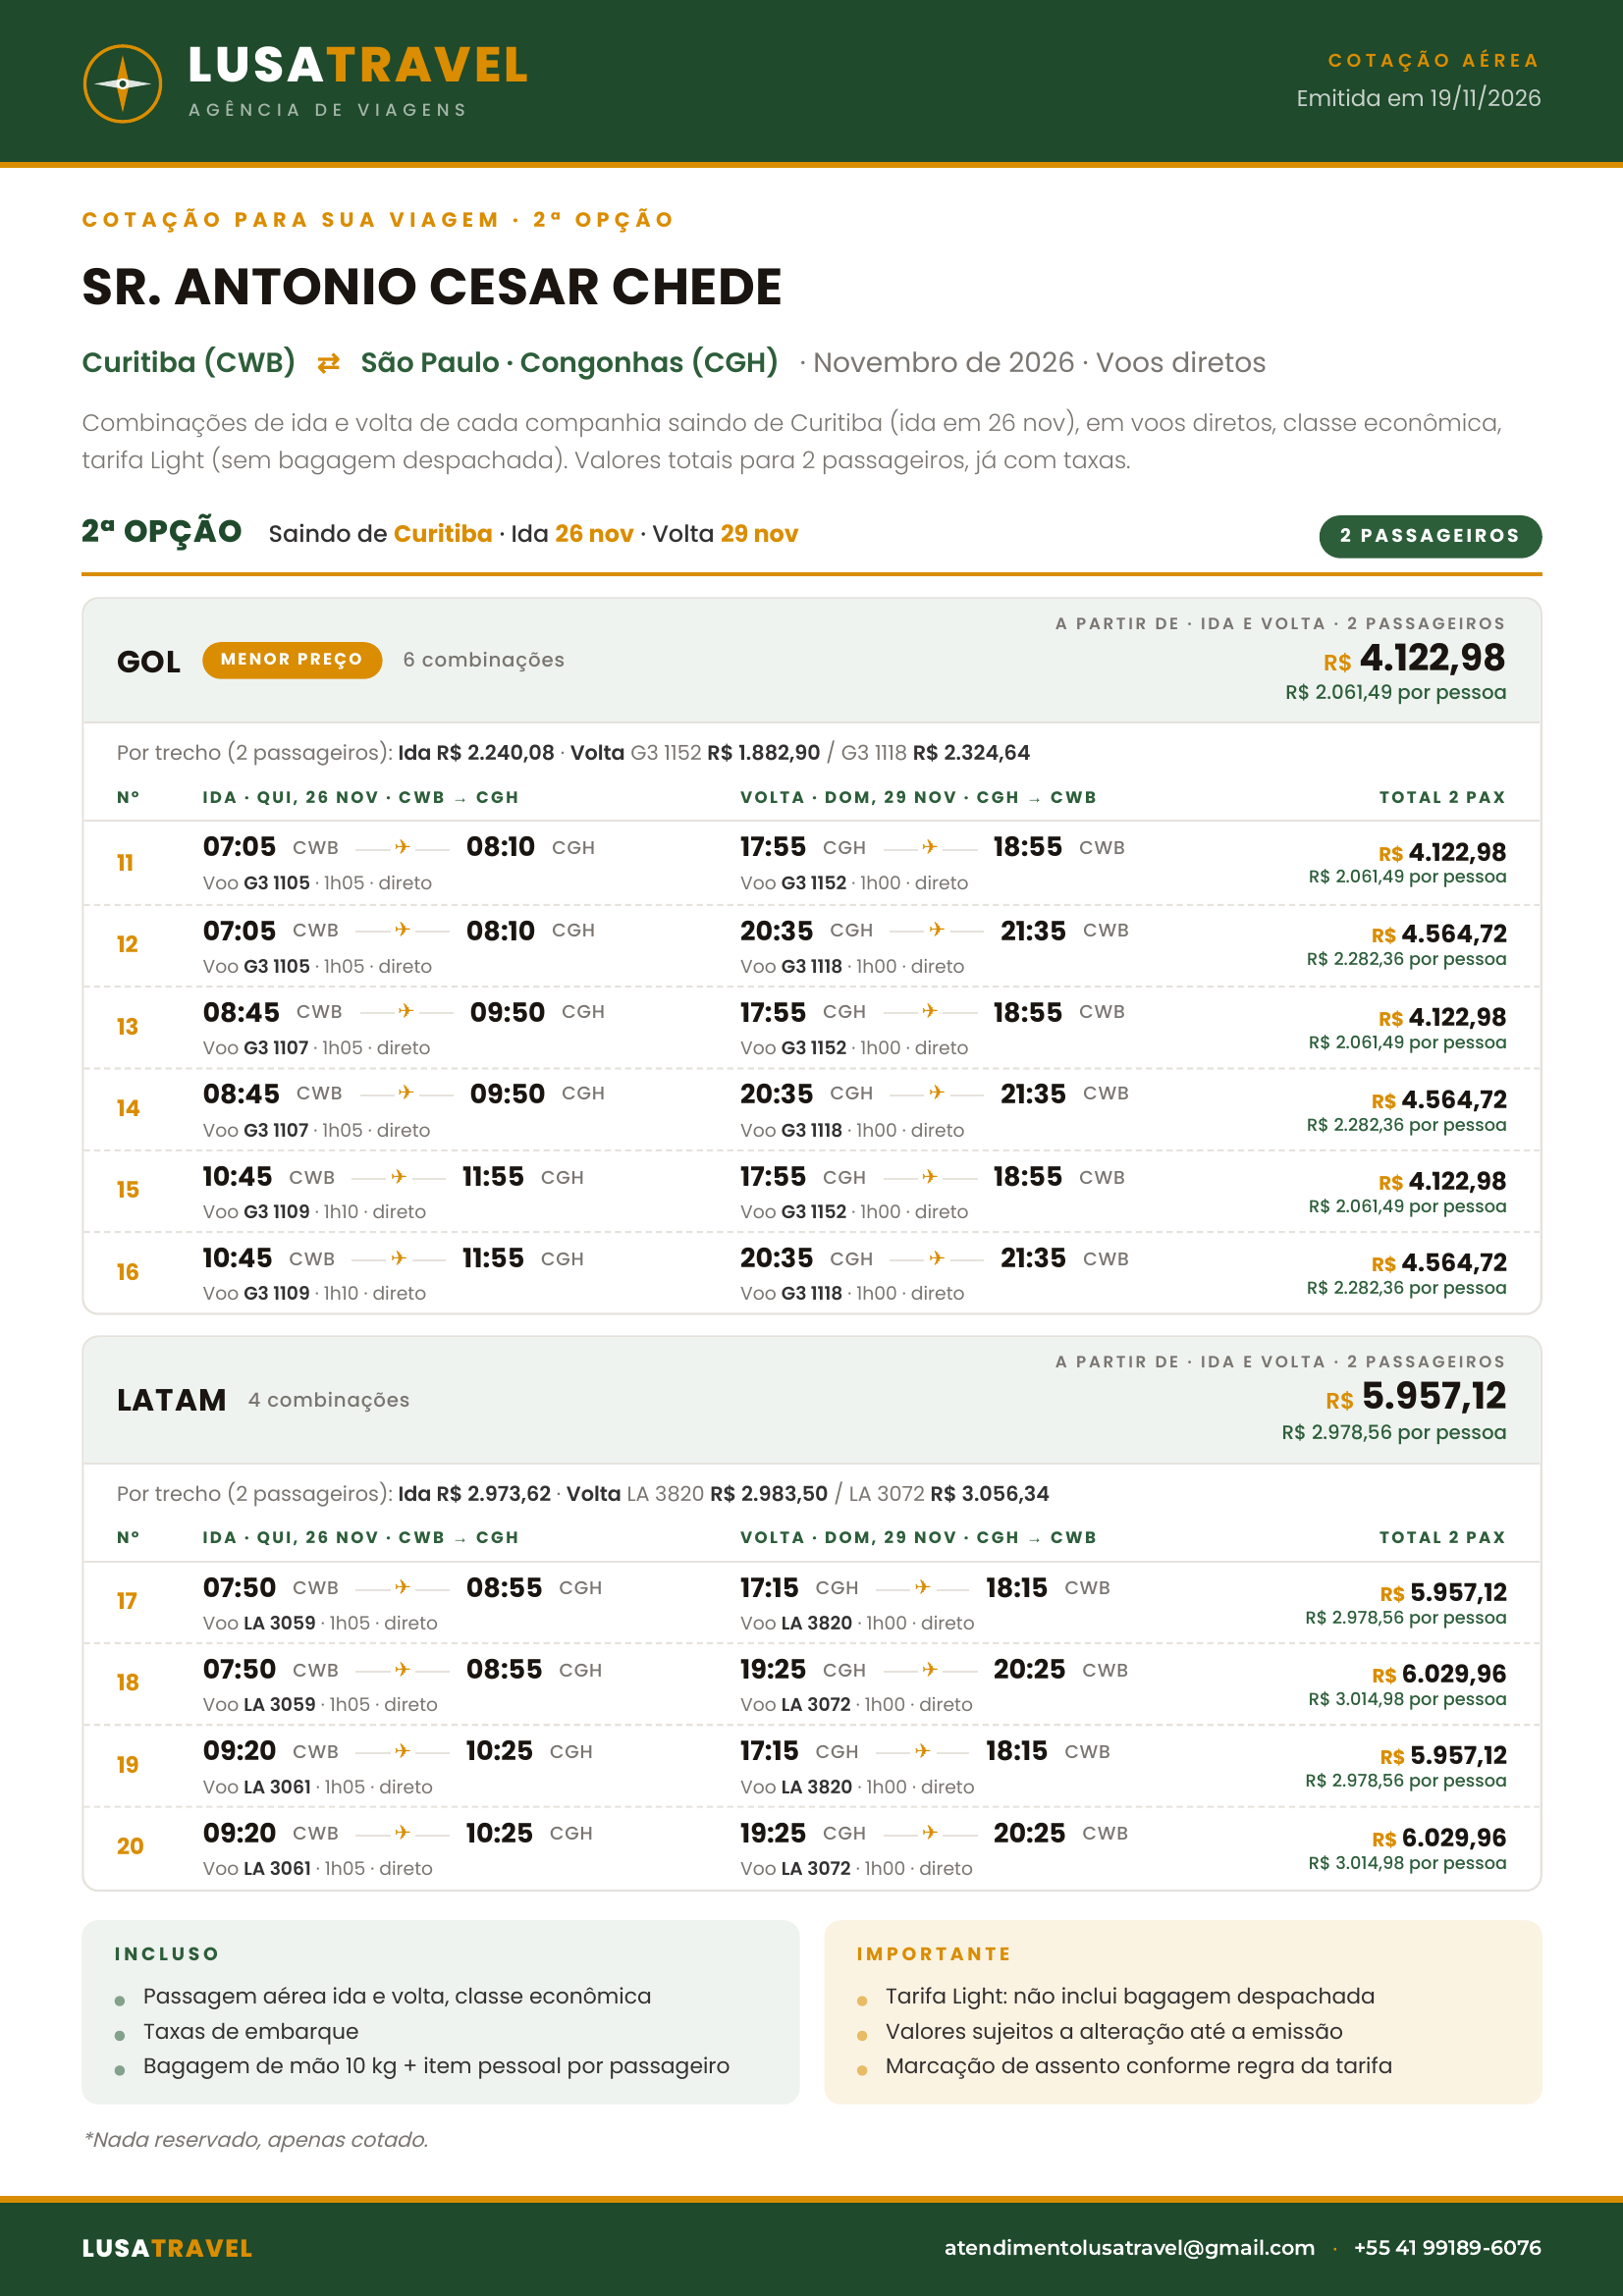 LUSATRAVEL
AGÊNCIA DE VIAGENS
COTAÇÃO AÉREA
Emitida em 19/11/2026
COTAÇÃO PARA SUA VIAGEM · 2ª OPÇÃO
SR. ANTONIO CESAR CHEDE
Curitiba (CWB) ⇄ São Paulo · Congonhas (CGH) · Novembro de 2026 · Voos diretos
Combinações de ida e volta de cada companhia saindo de Curitiba (ida em 26 nov), em voos diretos, classe econômica,
tarifa Light (sem bagagem despachada). Valores totais para 2 passageiros, já com taxas.
2ª OPÇÃO Saindo de Curitiba · Ida 26 nov · Volta 29 nov
2 PASSAGEIROS
GOL MENOR PREÇO 6 combinações
A PARTIR DE · IDA E VOLTA · 2 PASSAGEIROS
R$ 4.122,98
R$ 2.061,49 por pessoa
Por trecho (2 passageiros): Ida R$ 2.240,08 · Volta G3 1152 R$ 1.882,90 / G3 1118 R$ 2.324,64
Nº IDA · QUI, 26 NOV · CWB → CGH VOLTA · DOM, 29 NOV · CGH → CWB TOTAL 2 PAX
11 07:05 CWB ✈ 08:10 CGH 17:55 CGH ✈ 18:55 CWB R$ 4.122,98
Voo G3 1105 · 1h05 · direto Voo G3 1152 · 1h00 · direto R$ 2.061,49 por pessoa
12 07:05 CWB ✈ 08:10 CGH 20:35 CGH ✈ 21:35 CWB R$ 4.564,72
Voo G3 1105 · 1h05 · direto Voo G3 1118 · 1h00 · direto R$ 2.282,36 por pessoa
13 08:45 CWB ✈ 09:50 CGH 17:55 CGH ✈ 18:55 CWB R$ 4.122,98
Voo G3 1107 · 1h05 · direto Voo G3 1152 · 1h00 · direto R$ 2.061,49 por pessoa
14 08:45 CWB ✈ 09:50 CGH 20:35 CGH ✈ 21:35 CWB R$ 4.564,72
Voo G3 1107 · 1h05 · direto Voo G3 1118 · 1h00 · direto R$ 2.282,36 por pessoa
15 10:45 CWB ✈ 11:55 CGH 17:55 CGH ✈ 18:55 CWB R$ 4.122,98
Voo G3 1109 · 1h10 · direto Voo G3 1152 · 1h00 · direto R$ 2.061,49 por pessoa
16 10:45 CWB ✈ 11:55 CGH 20:35 CGH ✈ 21:35 CWB R$ 4.564,72
Voo G3 1109 · 1h10 · direto Voo G3 1118 · 1h00 · direto R$ 2.282,36 por pessoa
LATAM 4 combinações
A PARTIR DE · IDA E VOLTA · 2 PASSAGEIROS
R$ 5.957,12
R$ 2.978,56 por pessoa
Por trecho (2 passageiros): Ida R$ 2.973,62 · Volta LA 3820 R$ 2.983,50 / LA 3072 R$ 3.056,34
Nº IDA · QUI, 26 NOV · CWB → CGH VOLTA · DOM, 29 NOV · CGH → CWB TOTAL 2 PAX
17 07:50 CWB ✈ 08:55 CGH 17:15 CGH ✈ 18:15 CWB R$ 5.957,12
Voo LA 3059 · 1h05 · direto Voo LA 3820 · 1h00 · direto R$ 2.978,56 por pessoa
18 07:50 CWB ✈ 08:55 CGH 19:25 CGH ✈ 20:25 CWB R$ 6.029,96
Voo LA 3059 · 1h05 · direto Voo LA 3072 · 1h00 · direto R$ 3.014,98 por pessoa
19 09:20 CWB ✈ 10:25 CGH 17:15 CGH ✈ 18:15 CWB R$ 5.957,12
Voo LA 3061 · 1h05 · direto Voo LA 3820 · 1h00 · direto R$ 2.978,56 por pessoa
20 09:20 CWB ✈ 10:25 CGH 19:25 CGH ✈ 20:25 CWB R$ 6.029,96
Voo LA 3061 · 1h05 · direto Voo LA 3072 · 1h00 · direto R$ 3.014,98 por pessoa
INCLUSO
Passagem aérea ida e volta, classe econômica
Taxas de embarque
Bagagem de mão 10 kg + item pessoal por passageiro
IMPORTANTE
Tarifa Light: não inclui bagagem despachada
Valores sujeitos a alteração até a emissão
Marcação de assento conforme regra da tarifa
*Nada reservado, apenas cotado.
LUSATRAVEL
atendimentolusatravel@gmail.com · +55 41 99189-6076